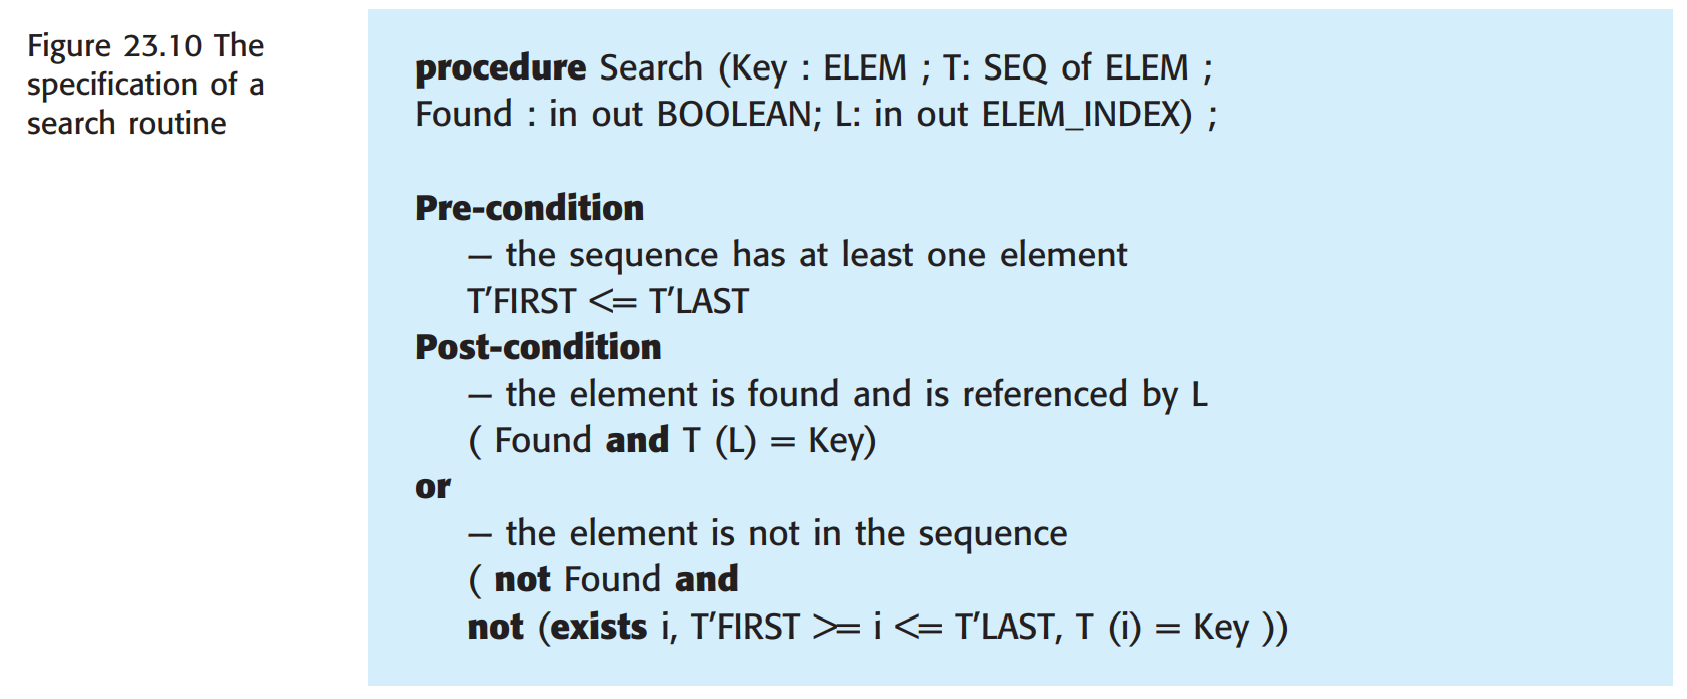 Figure 23.10 The
specification of a
search routine
procedure Search (Key : ELEM ; T: SEQ of ELEM ;
Found : in out BOOLEAN; L: in out ELEM_INDEX) ;
Pre-condition
– the sequence has at least one element
T’FIRST <= T’LAST
Post-condition
– the element is found and is referenced by L
( Found and T (L) = Key)
or
– the element is not in the sequence
( not Found and
not (exists i, T’FIRST >= i <= T’LAST, T (i) = Key ))